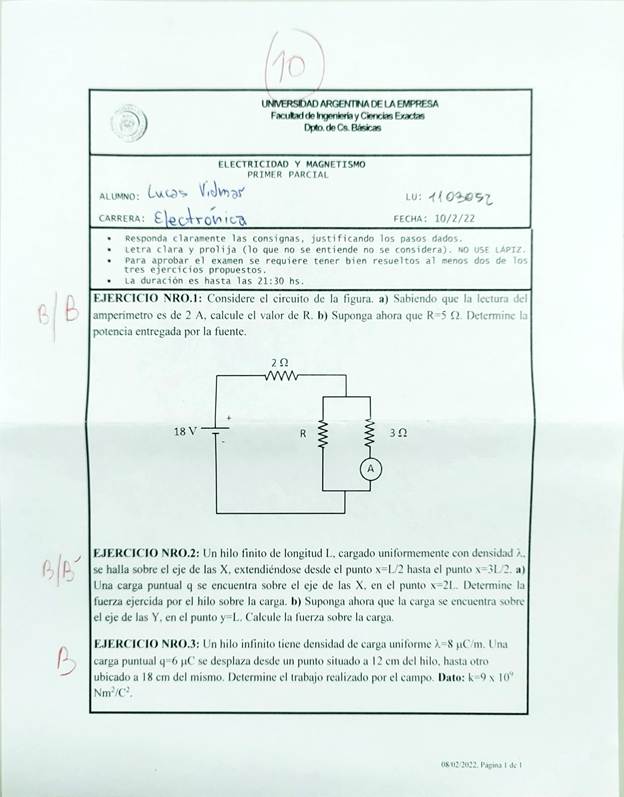 10
UNIVERSIDAD ARGENTINA DE LA EMPRESA
Facultad de Ingeniería y Ciencias Exactas
Dpto. de Cs. Básicas
ELECTRICIDAD Y MAGNETISMO
PRIMER PARCIAL
ALUMNO: Lucas Vidmar LU: 1103052
CARRERA: Electrónica FECHA: 10/2/22
• Responda claramente las consignas, justificando los pasos dados.
• Letra clara y prolija (lo que no se entiende no se considera). NO USE LÁPIZ.
• Para aprobar el examen se requiere tener bien resueltos al menos dos de los
tres ejercicios propuestos.
• La duración es hasta las 21:30 hs.
B/B EJERCICIO NRO.1: Considere el circuito de la figura. a) Sabiendo que la lectura del
amperímetro es de 2 A, calcule el valor de R. b) Suponga ahora que R=5 Ω. Determine la
potencia entregada por la fuente.
2 Ω
+
18 V
-
R
3 Ω
A
B/B⁻ EJERCICIO NRO.2: Un hilo finito de longitud L, cargado uniformemente con densidad λ,
se halla sobre el eje de las X, extendiéndose desde el punto x=L/2 hasta el punto x=3L/2. a)
Una carga puntual q se encuentra sobre el eje de las X, en el punto x=2L. Determine la
fuerza ejercida por el hilo sobre la carga. b) Suponga ahora que la carga se encuentra sobre
el eje de las Y, en el punto y=L. Calcule la fuerza sobre la carga.
B EJERCICIO NRO.3: Un hilo infinito tiene densidad de carga uniforme λ=8 μC/m. Una
carga puntual q=6 μC se desplaza desde un punto situado a 12 cm del hilo, hasta otro
ubicado a 18 cm del mismo. Determine el trabajo realizado por el campo. Dato: k=9 x 10⁹
Nm²/C².
08/02/2022, Página 1 de 1